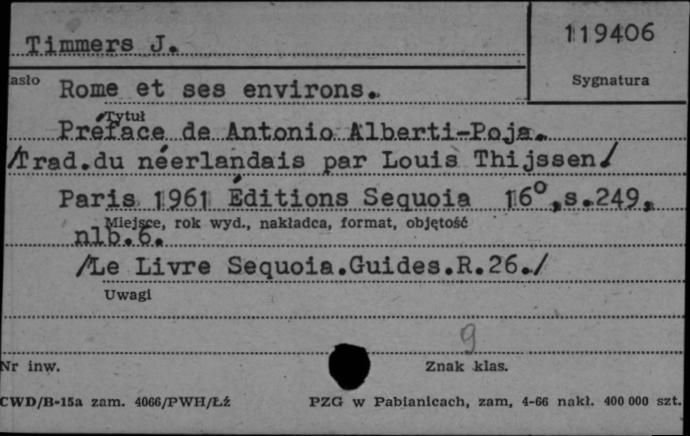 Timmers J.
119406
Sygnatura
asło
Rome et ses environs.
Tytuł
Préface de Antonio Alberti-Poja.
/Trad.du néerlandais par Louis Thijssen/
Paris 1961 Éditions Sequoia 16°,s.249,
Miejsce, rok wyd., nakładca, format, objętość
nlb.6.
/Le Livre Sequoia.Guides.R.26./
Uwagi
9
Nr inw.
Znak klas.
CWD/B-15a zam. 4066/PWH/Łź
PZG w Pabianicach, zam, 4-66 nakł. 400 000 szt.